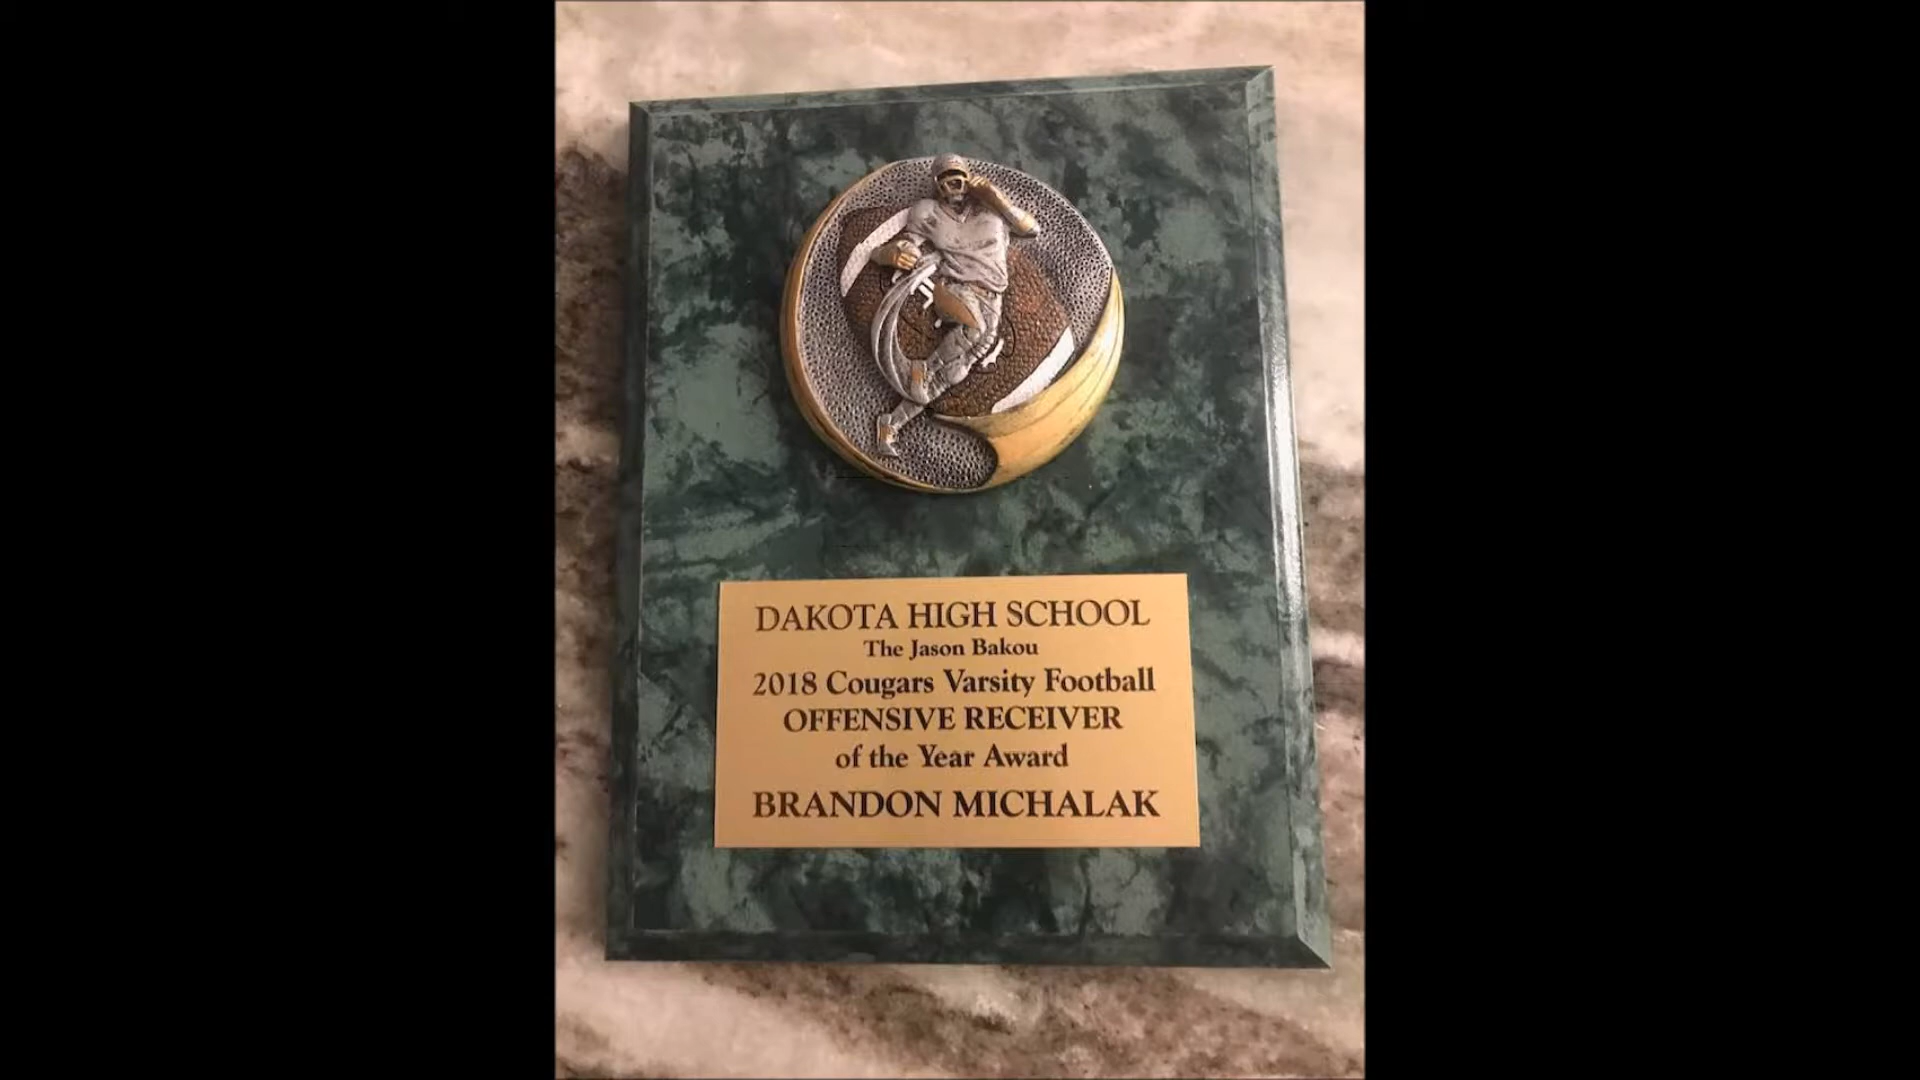 DAKOTA HIGH SCHOOL
The Jason Bakou
2018 Cougars Varsity Football
OFFENSIVE RECEIVER
of the Year Award
BRANDON MICHALAK